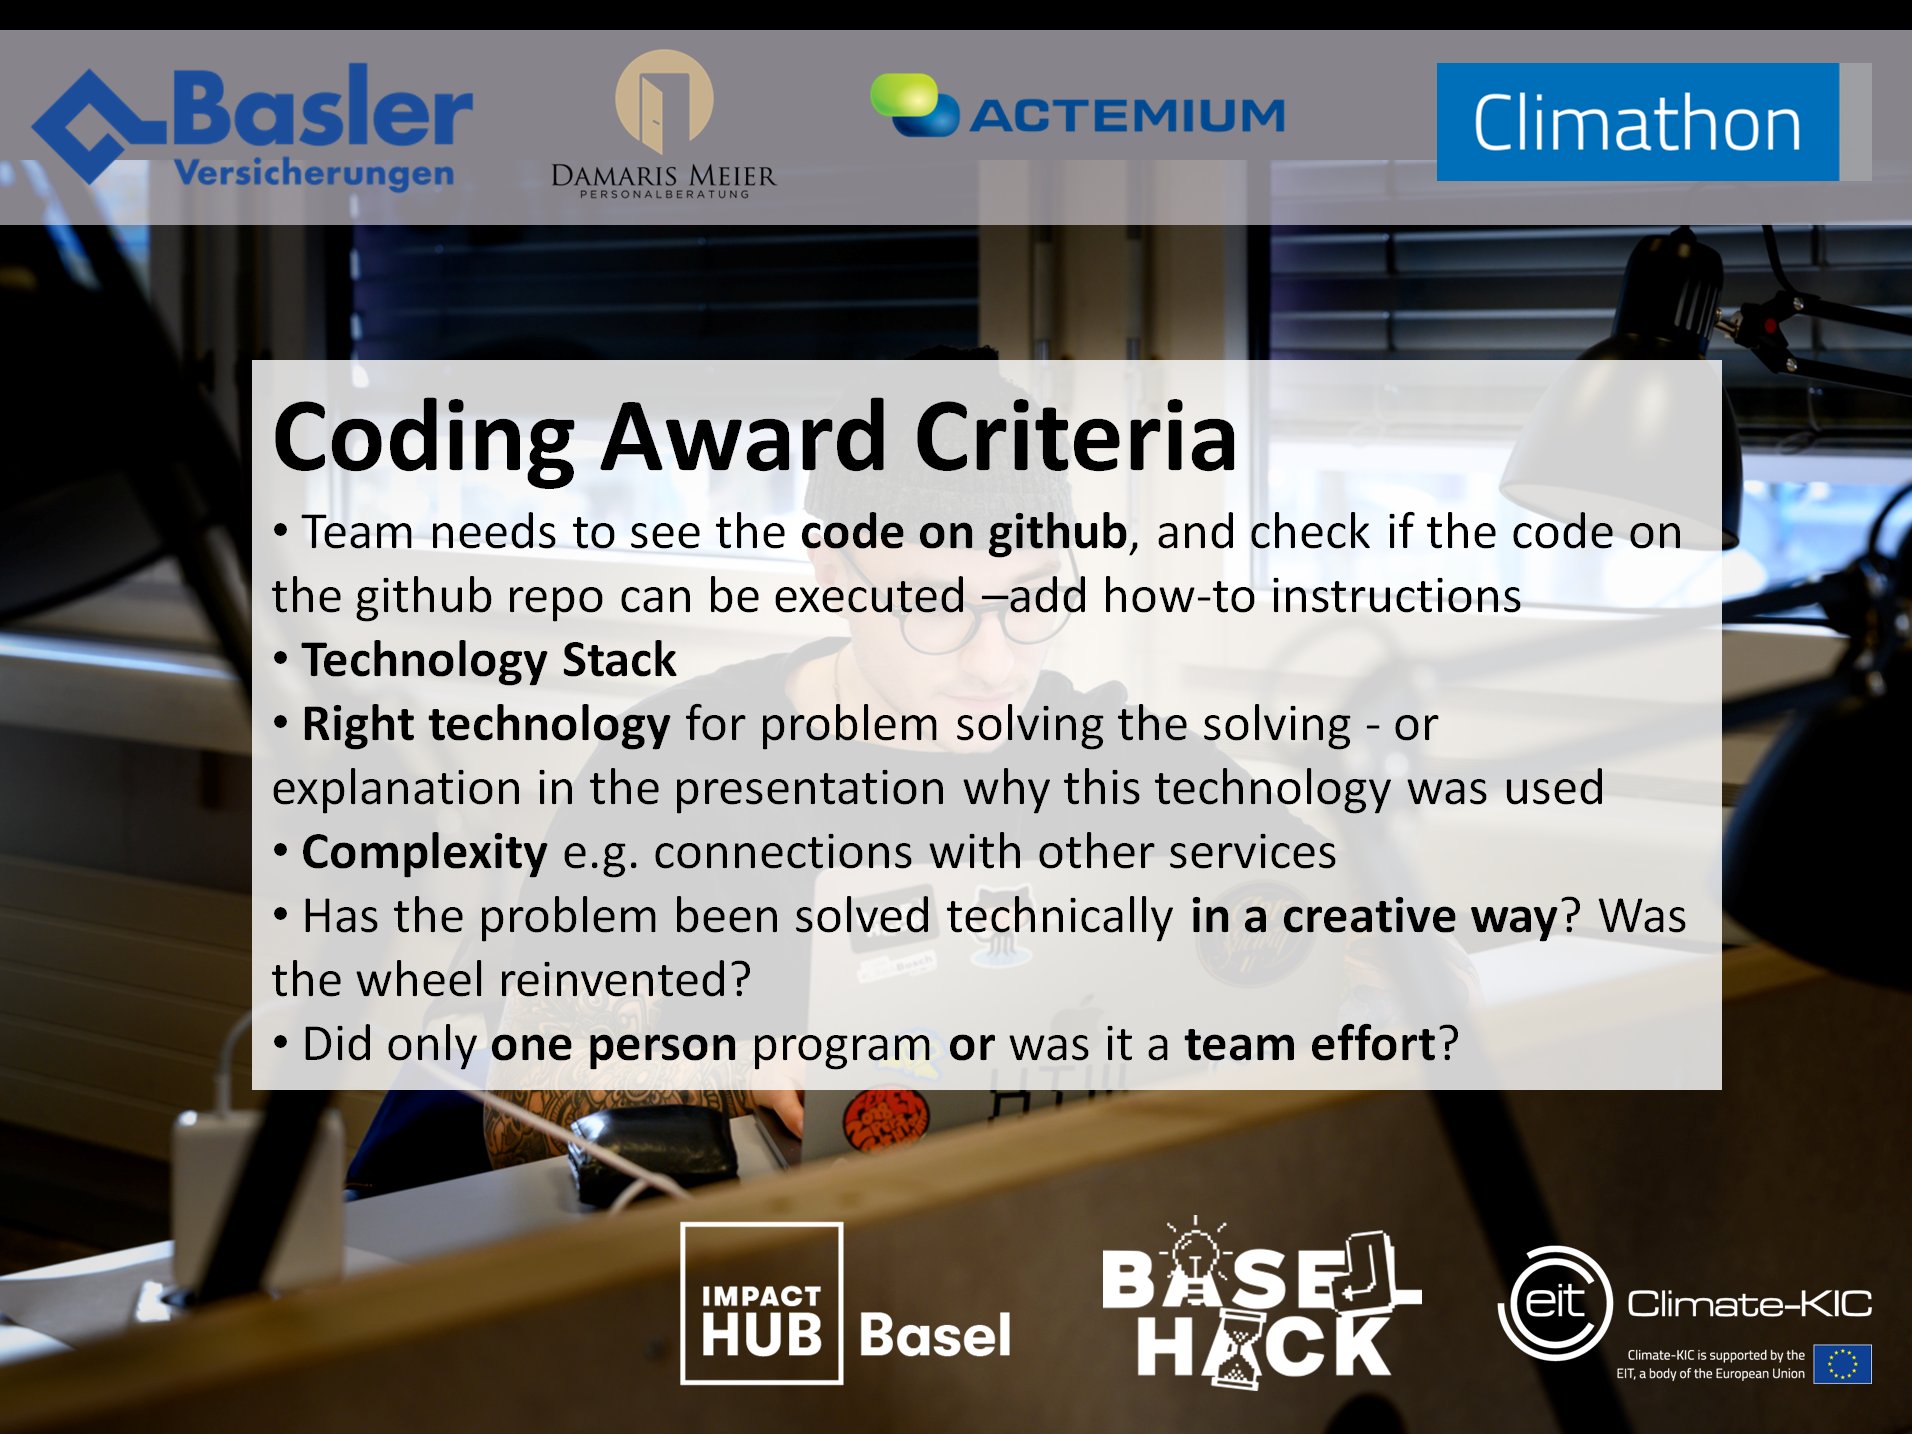 Basler
Versicherungen
DAMARIS MEIER
PERSONALBERATUNG
ACTEMIUM
Climathon
Coding Award Criteria
• Team needs to see the code on github, and check if the code on
the github repo can be executed –add how-to instructions
• Technology Stack
• Right technology for problem solving the solving - or
explanation in the presentation why this technology was used
• Complexity e.g. connections with other services
• Has the problem been solved technically in a creative way? Was
the wheel reinvented?
• Did only one person program or was it a team effort?
IMPACT
HUB Basel
BASEL
HACK
eit Climate-KIC
Climate-KIC is supported by the
EIT, a body of the European Union